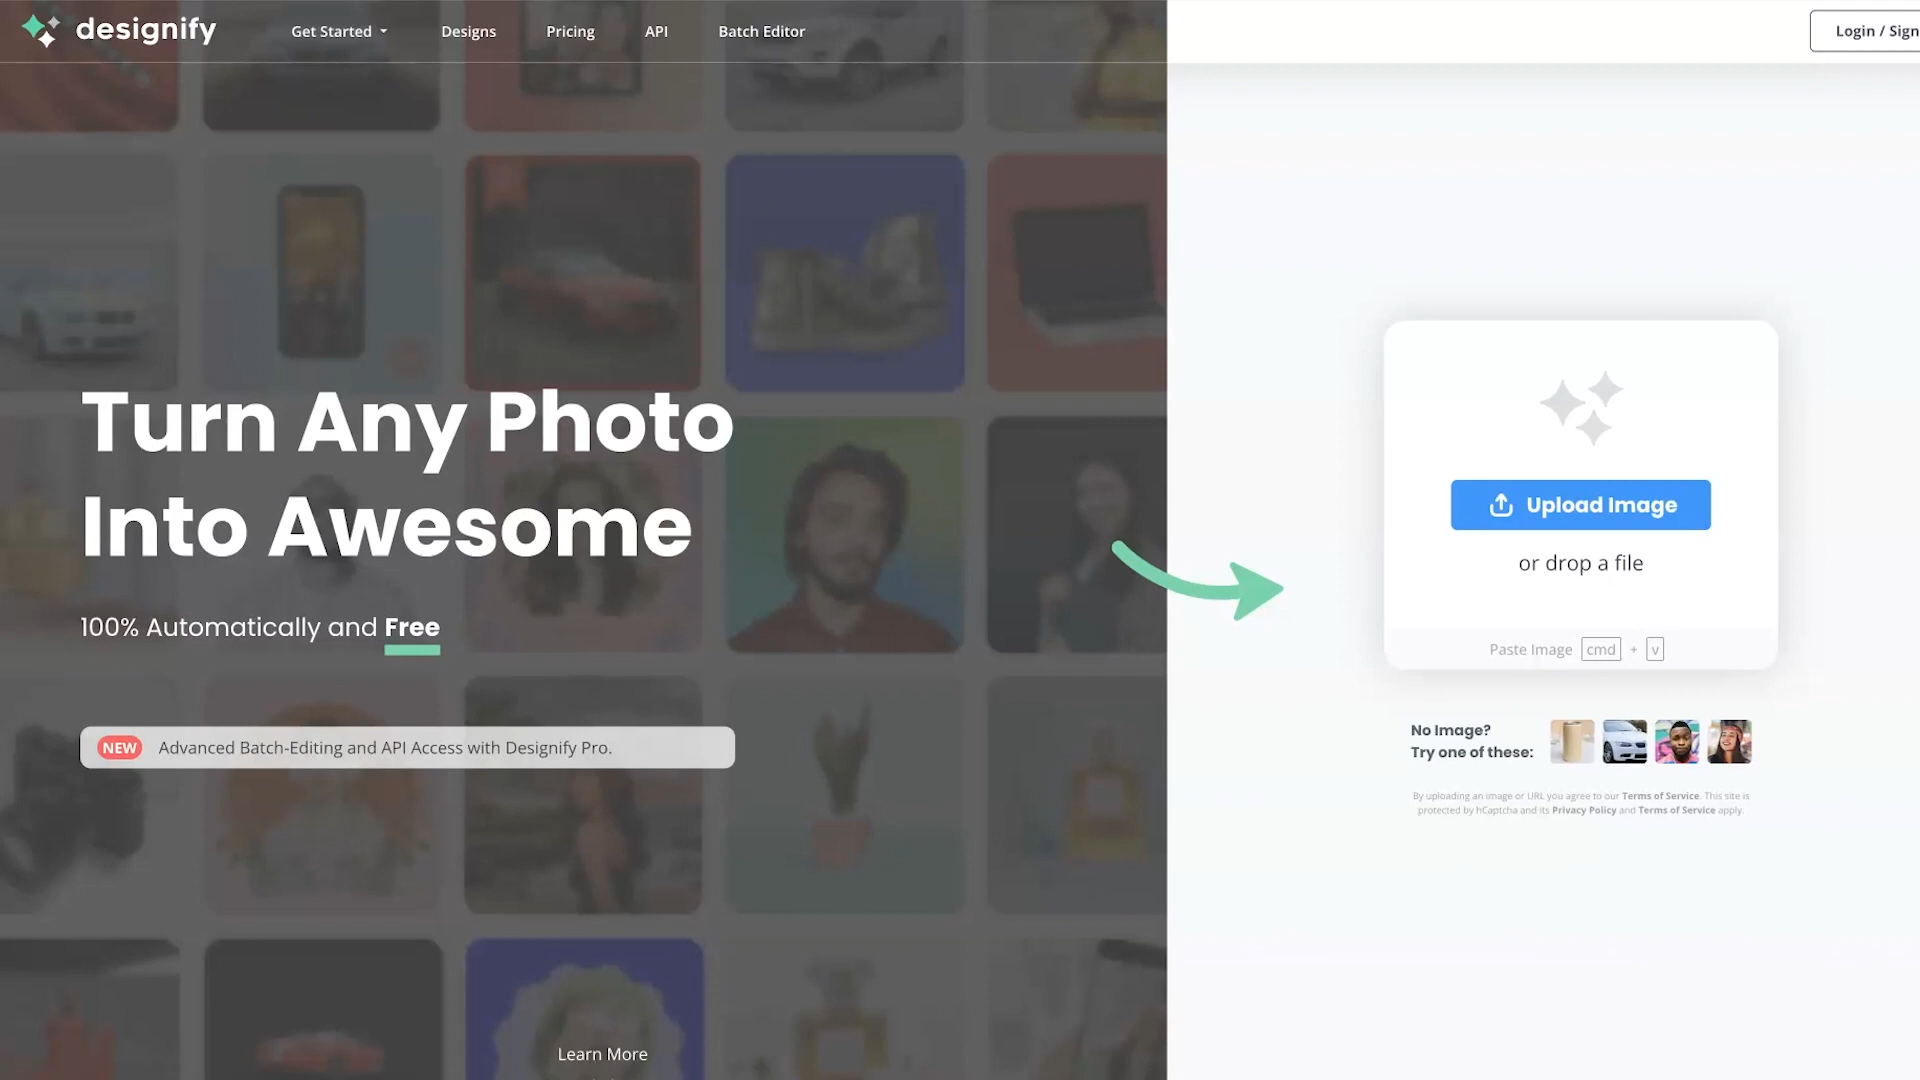 designify
Get Started
Designs
Pricing
API
Batch Editor
Login / Sign
Turn Any Photo
Into Awesome
100% Automatically and Free
NEW Advanced Batch-Editing and API Access with Designify Pro.
Learn More
Upload Image
or drop a file
Paste Image cmd + v
No Image?
Try one of these:
By uploading an image or URL you agree to our Terms of Service. This site is
protected by hCaptcha and its Privacy Policy and Terms of Service apply.